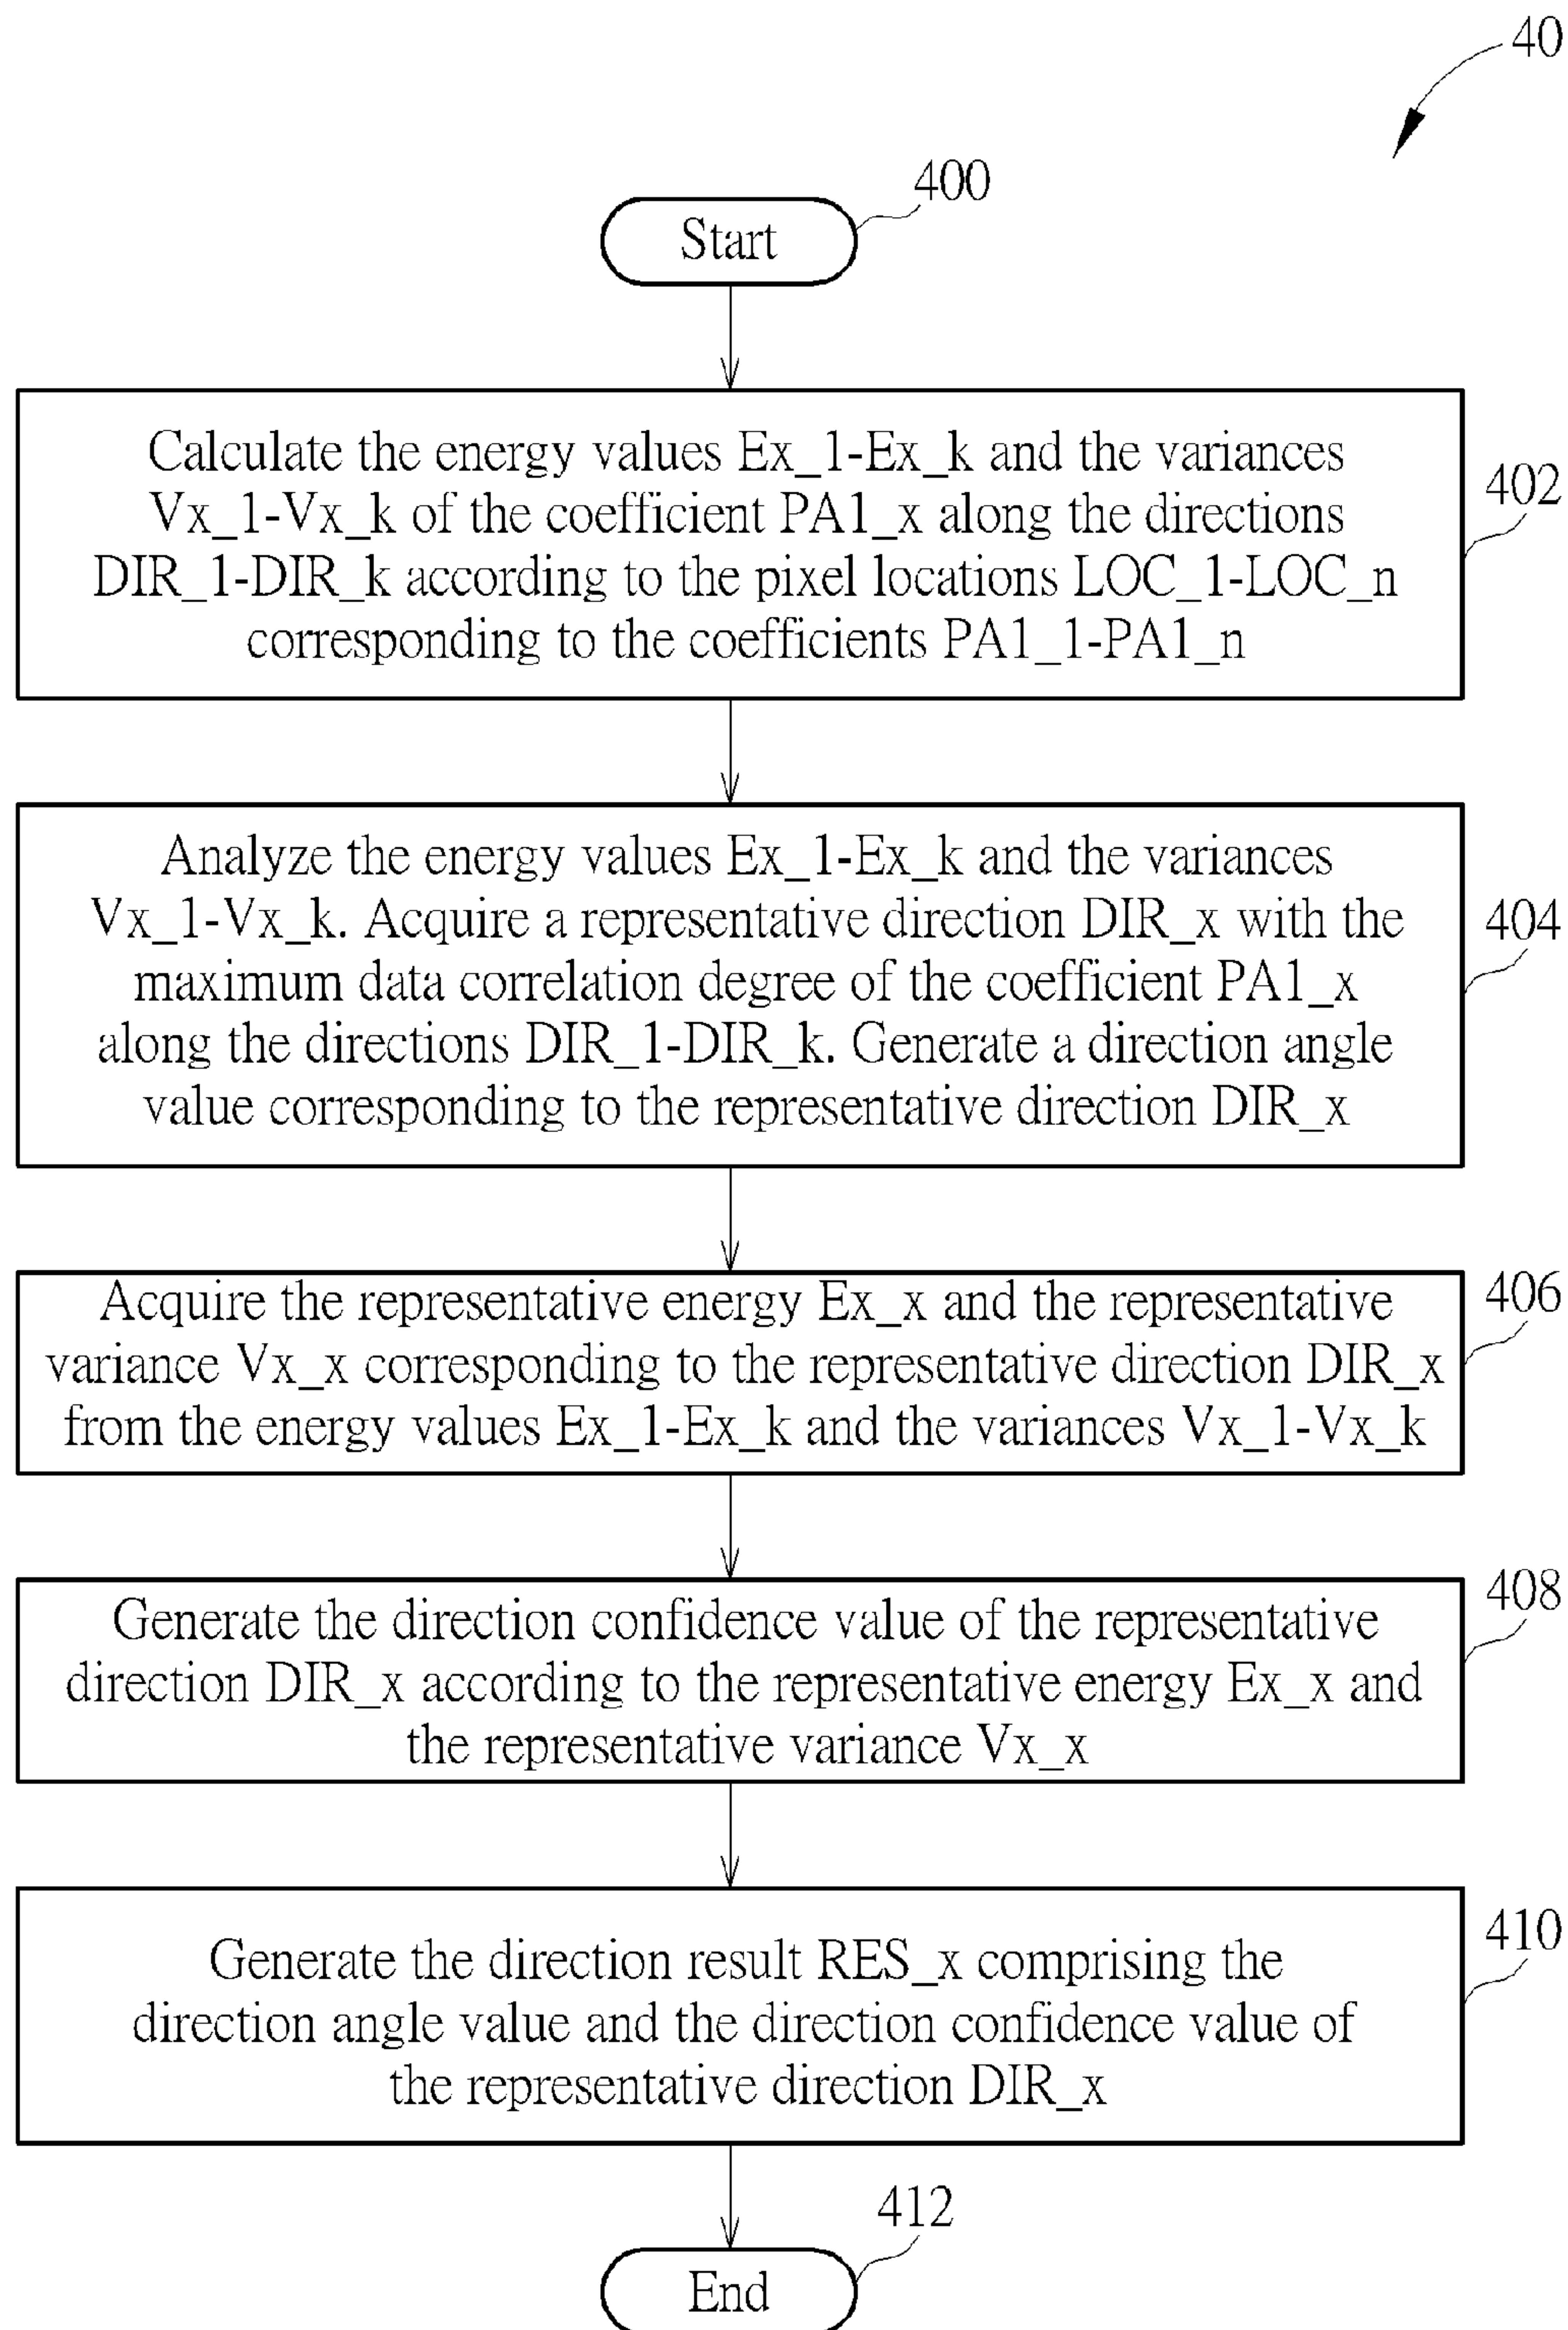 40
400
Start
Calculate the energy values Ex_1-Ex_k and the variances
Vx_1-Vx_k of the coefficient PA1_x along the directions
DIR_1-DIR_k according to the pixel locations LOC_1-LOC_n
corresponding to the coefficients PA1_1-PA1_n
402
Analyze the energy values Ex_1-Ex_k and the variances
Vx_1-Vx_k. Acquire a representative direction DIR_x with the
maximum data correlation degree of the coefficient PA1_x
along the directions DIR_1-DIR_k. Generate a direction angle
value corresponding to the representative direction DIR_x
404
Acquire the representative energy Ex_x and the representative
variance Vx_x corresponding to the representative direction DIR_x
from the energy values Ex_1-Ex_k and the variances Vx_1-Vx_k
406
Generate the direction confidence value of the representative
direction DIR_x according to the representative energy Ex_x and
the representative variance Vx_x
408
Generate the direction result RES_x comprising the
direction angle value and the direction confidence value of
the representative direction DIR_x
410
412
End